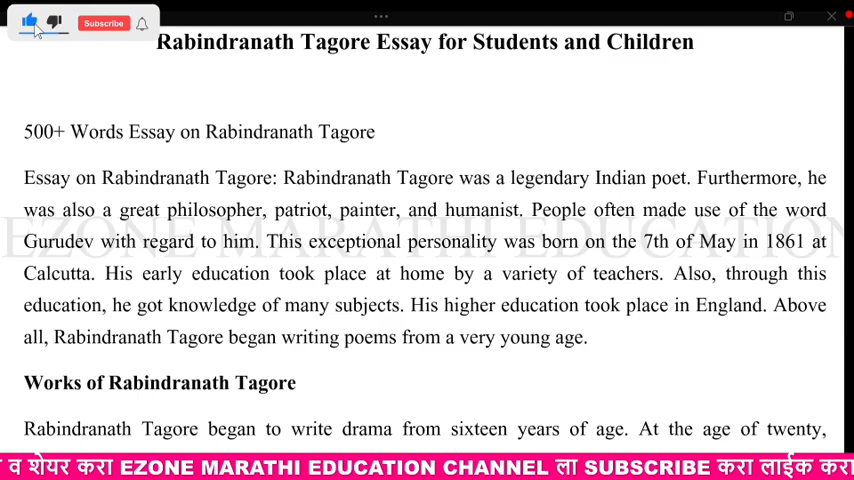 Subscribe
Rabindranath Tagore Essay for Students and Children
500+ Words Essay on Rabindranath Tagore
Essay on Rabindranath Tagore: Rabindranath Tagore was a legendary Indian poet. Furthermore, he
was also a great philosopher, patriot, painter, and humanist. People often made use of the word
EZONE MARATHI EDUCATION
Gurudev with regard to him. This exceptional personality was born on the 7th of May in 1861 at
Calcutta. His early education took place at home by a variety of teachers. Also, through this
education, he got knowledge of many subjects. His higher education took place in England. Above
all, Rabindranath Tagore began writing poems from a very young age.
Works of Rabindranath Tagore
Rabindranath Tagore began to write drama from sixteen years of age. At the age of twenty,
व शेयर करा EZONE MARATHI EDUCATION CHANNEL ला SUBSCRIBE करा लाईक करा